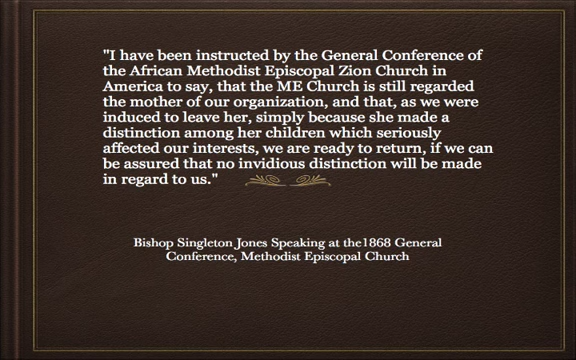 "I have been instructed by the General Conference of
the African Methodist Episcopal Zion Church in
America to say, that the ME Church is still regarded
the mother of our organization, and that, as we were
induced to leave her, simply because she made a
distinction among her children which seriously
affected our interests, we are ready to return, if we can
be assured that no invidious distinction will be made
in regard to us."
Bishop Singleton Jones Speaking at the1868 General
Conference, Methodist Episcopal Church